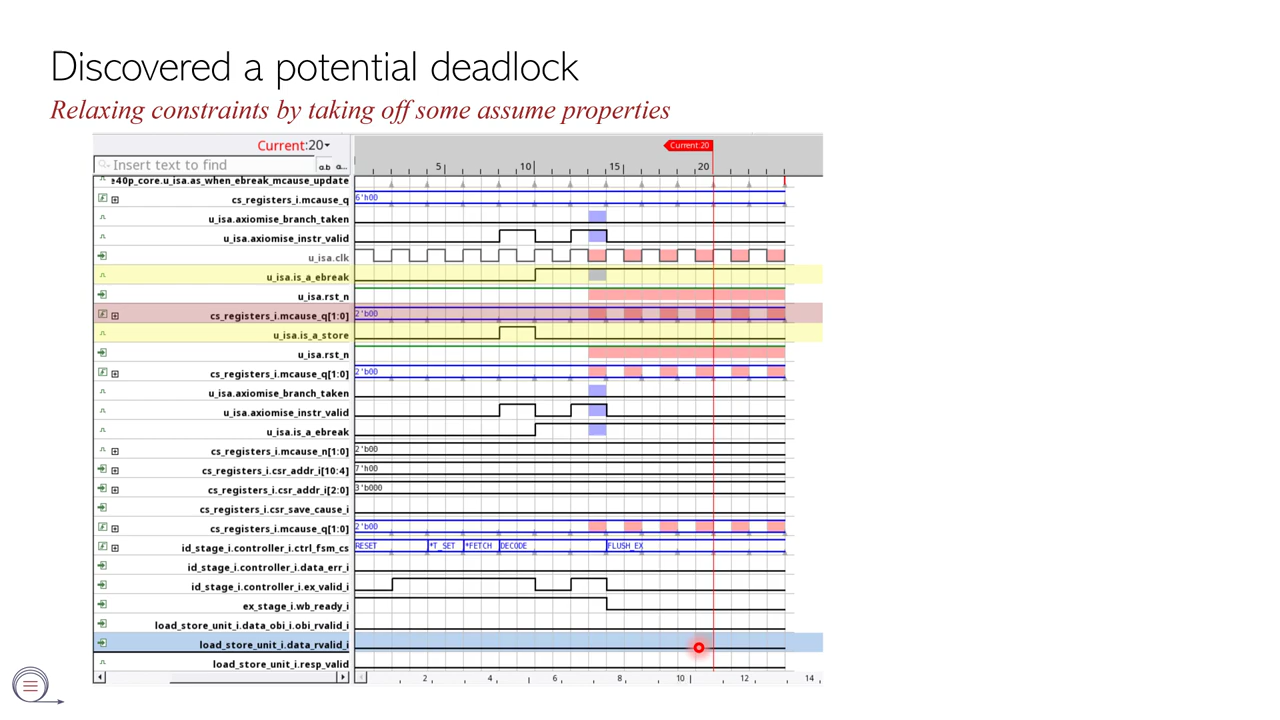 Discovered a potential deadlock
Relaxing constraints by taking off some assume properties
Current:20
Current:20
Insert text to find
a.b a...
5 10 15 20
e40p_core.u_isa.as_when_ebreak_mcause_update
cs_registers_i.mcause_q 6'h00
u_isa.axiomise_branch_taken
u_isa.axiomise_instr_valid
u_isa.clk
u_isa.is_a_ebreak
u_isa.rst_n
cs_registers_i.mcause_q[1:0] 2'b00
u_isa.is_a_store
u_isa.rst_n
cs_registers_i.mcause_q[1:0] 2'b00
u_isa.axiomise_branch_taken
u_isa.axiomise_instr_valid
u_isa.is_a_ebreak
cs_registers_i.mcause_n[1:0] 2'b00
cs_registers_i.csr_addr_i[10:4] 7'h00
cs_registers_i.csr_addr_i[2:0] 3'b000
cs_registers_i.csr_save_cause_i
cs_registers_i.mcause_q[1:0] 2'b00
id_stage_i.controller_i.ctrl_fsm_cs RESET *T_SET *FETCH DECODE FLUSH_EX
id_stage_i.controller_i.data_err_i
id_stage_i.controller_i.ex_valid_i
ex_stage_i.wb_ready_i
load_store_unit_i.data_obi_i.obi_rvalid_i
load_store_unit_i.data_rvalid_i
load_store_unit_i.resp_valid
2 4 6 8 10 12 14